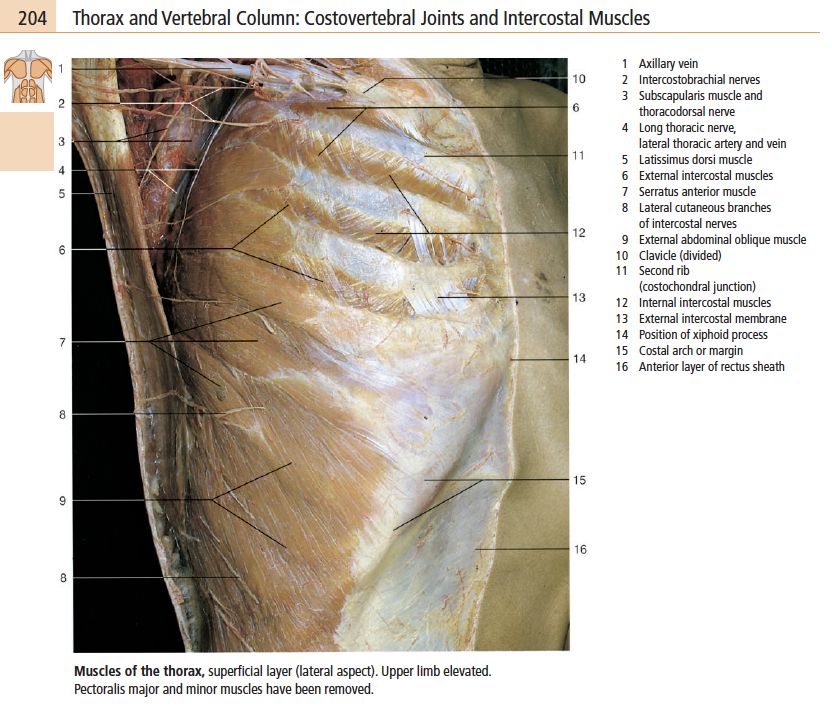 204 Thorax and Vertebral Column: Costovertebral Joints and Intercostal Muscles
1
2
3
4
5
6
7
8
9
8
10
6
11
12
13
14
15
16
1 Axillary vein
2 Intercostobrachial nerves
3 Subscapularis muscle and
thoracodorsal nerve
4 Long thoracic nerve,
lateral thoracic artery and vein
5 Latissimus dorsi muscle
6 External intercostal muscles
7 Serratus anterior muscle
8 Lateral cutaneous branches
of intercostal nerves
9 External abdominal oblique muscle
10 Clavicle (divided)
11 Second rib
(costochondral junction)
12 Internal intercostal muscles
13 External intercostal membrane
14 Position of xiphoid process
15 Costal arch or margin
16 Anterior layer of rectus sheath
Muscles of the thorax, superficial layer (lateral aspect). Upper limb elevated.
Pectoralis major and minor muscles have been removed.